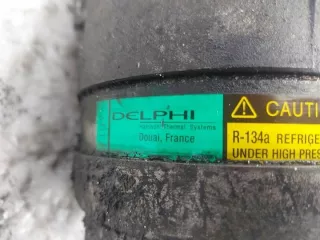 DELPHI
Thermal Systems
Douai, France
⚠ CAUTI
R-134a REFRIGE
UNDER HIGH PRES